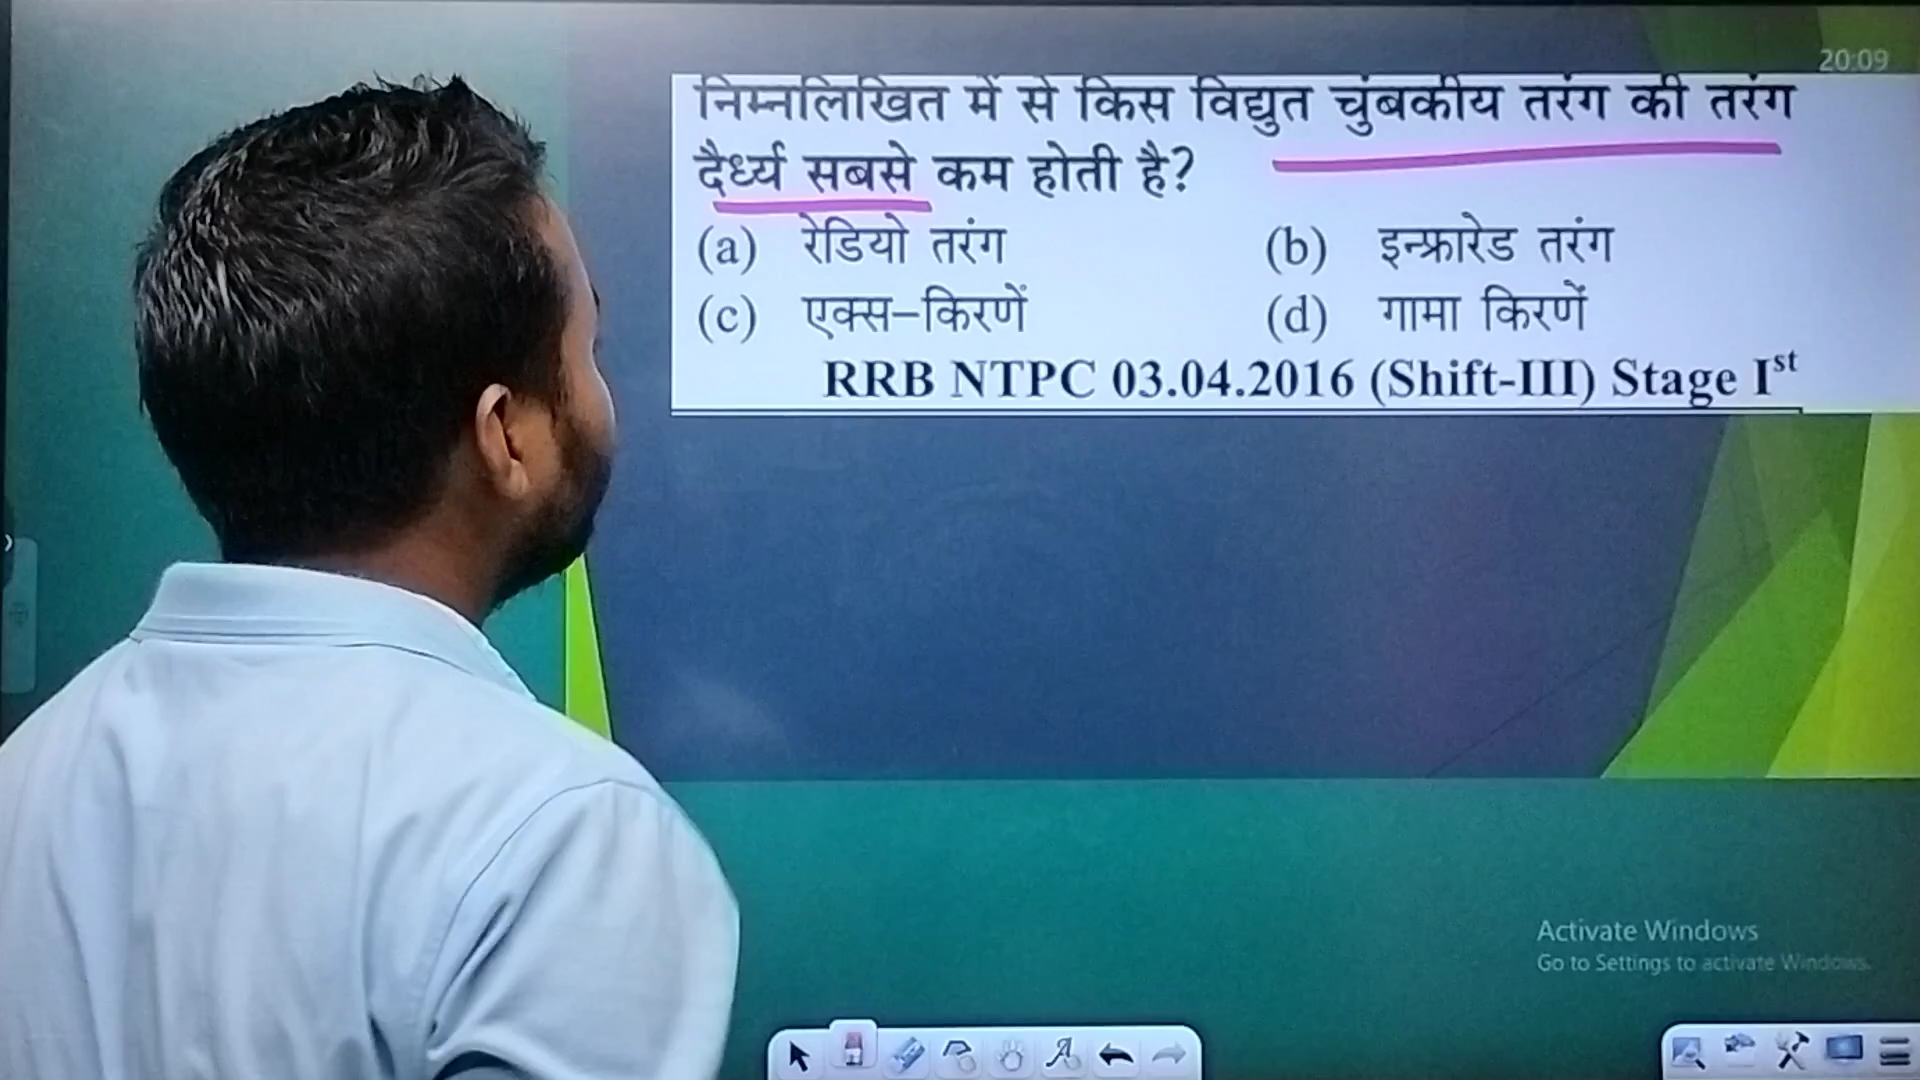 20:09
निम्नलिखित में से किस विद्युत चुंबकीय तरंग की तरंग
दैर्ध्य सबसे कम होती है?
(a) रेडियो तरंग (b) इन्फ्रारेड तरंग
(c) एक्स-किरणें (d) गामा किरणें
RRB NTPC 03.04.2016 (Shift-III) Stage Ist
Activate Windows
Go to Settings to activate Windows.